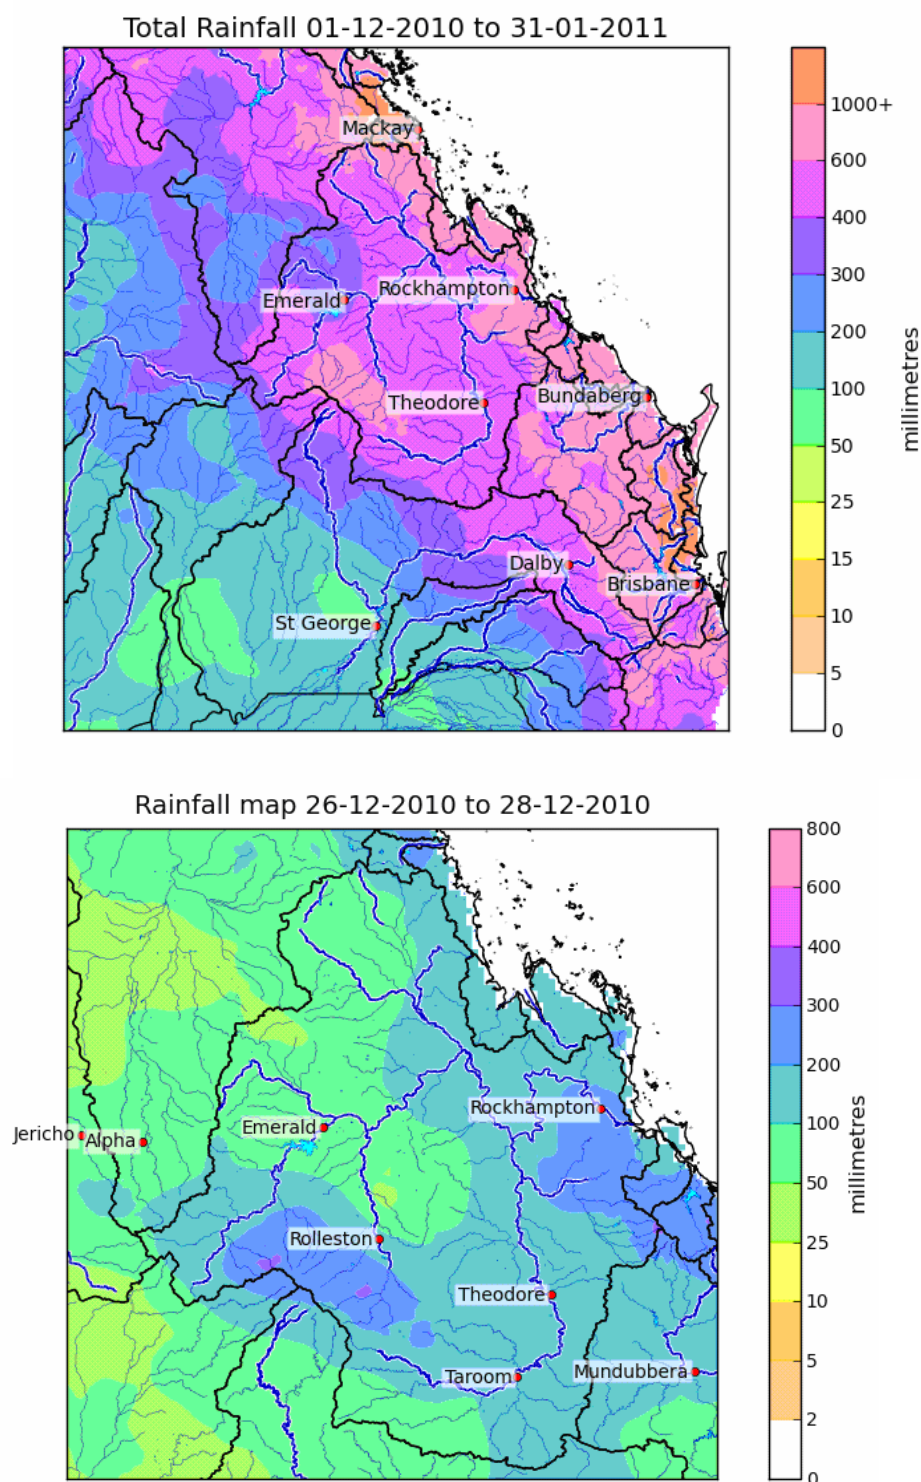 Total Rainfall 01-12-2010 to 31-01-2011
1000+
Mackay
600
400
300
Rockhampton
Emerald
200
millimetres
100
Theodore
Bundaberg
50
25
15
Dalby
Brisbane
10
St George
5
0
Rainfall map 26-12-2010 to 28-12-2010
800
600
400
300
200
Rockhampton
100
Jericho
Alpha
Emerald
millimetres
50
Rolleston
25
Theodore
10
5
Taroom
Mundubbera
2
0